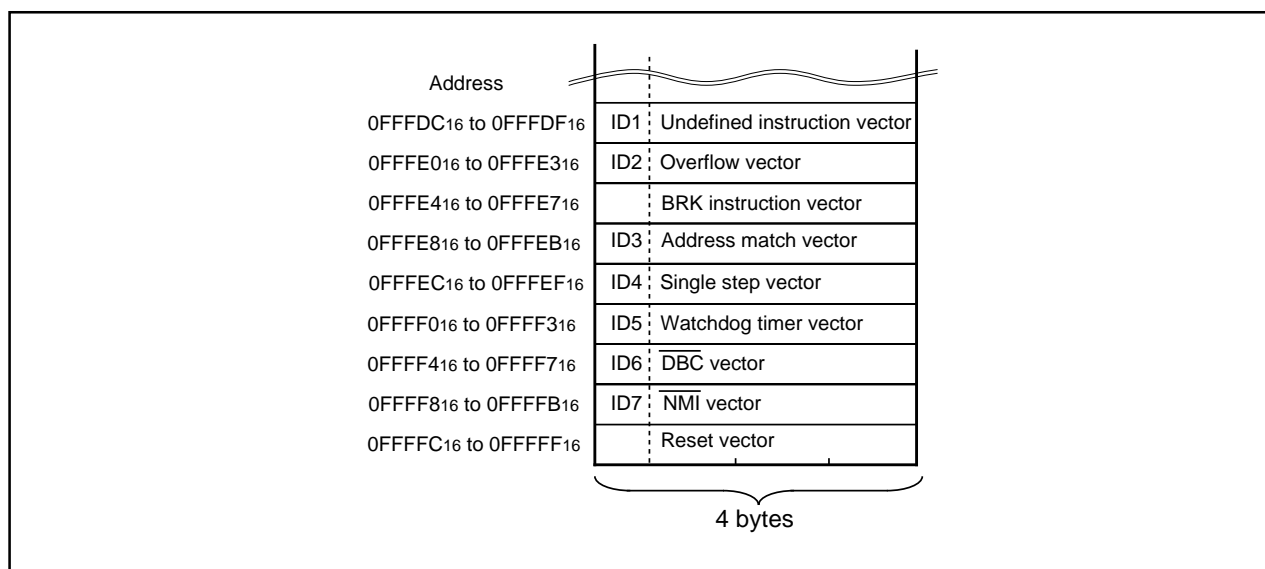 Address
0FFFDC16 to 0FFFDF16 ID1 Undefined instruction vector
0FFFE016 to 0FFFE316 ID2 Overflow vector
0FFFE416 to 0FFFE716 BRK instruction vector
0FFFE816 to 0FFFEB16 ID3 Address match vector
0FFFEC16 to 0FFFEF16 ID4 Single step vector
0FFFF016 to 0FFFF316 ID5 Watchdog timer vector
0FFFF416 to 0FFFF716 ID6 DBC vector
0FFFF816 to 0FFFFB16 ID7 NMI vector
0FFFFC16 to 0FFFFF16 Reset vector
4 bytes